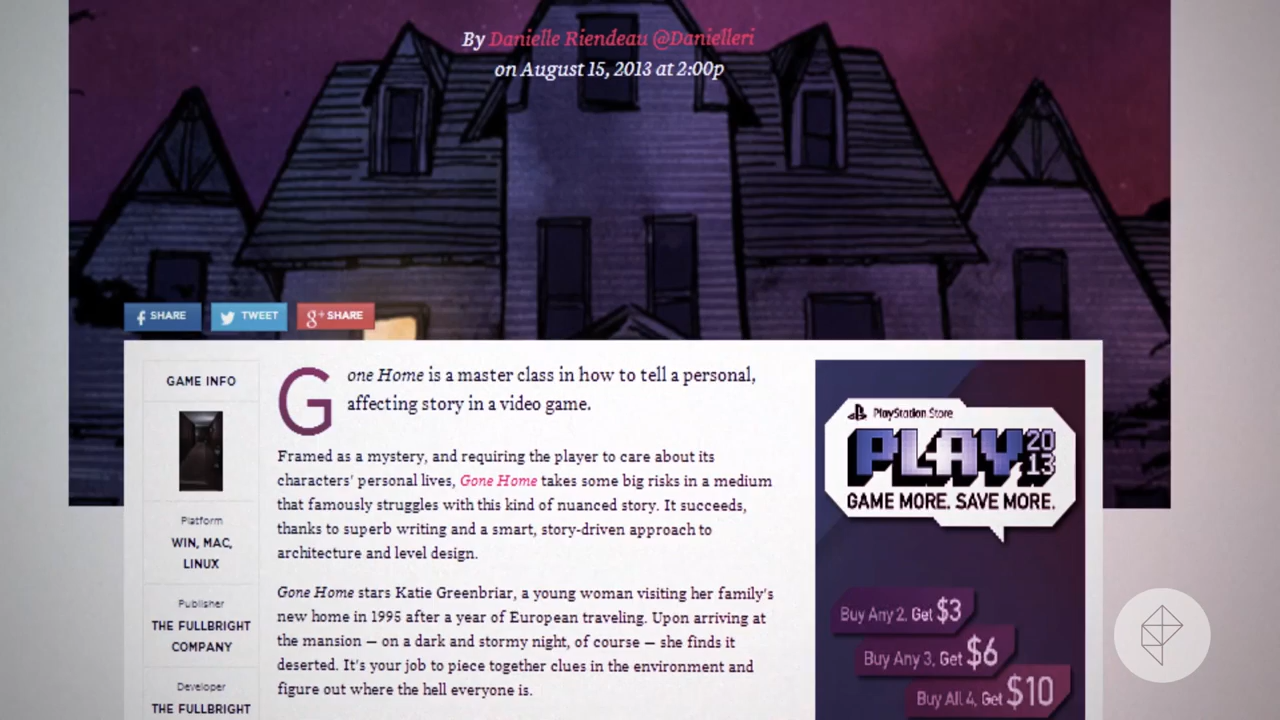 By Danielle Riendeau @Danielleri
on August 15, 2013 at 2:00p
SHARE
TWEET
g+ SHARE
GAME INFO
Platform
WIN, MAC,
LINUX
Publisher
THE FULLBRIGHT
COMPANY
Developer
THE FULLBRIGHT
Gone Home is a master class in how to tell a personal,
affecting story in a video game.
Framed as a mystery, and requiring the player to care about its
characters' personal lives, Gone Home takes some big risks in a medium
that famously struggles with this kind of nuanced story. It succeeds,
thanks to superb writing and a smart, story-driven approach to
architecture and level design.
Gone Home stars Katie Greenbriar, a young woman visiting her family's
new home in 1995 after a year of European traveling. Upon arriving at
the mansion — on a dark and stormy night, of course — she finds it
deserted. It's your job to piece together clues in the environment and
figure out where the hell everyone is.
PlayStation Store
PLAY 2013
GAME MORE. SAVE MORE.
Buy Any 2, Get $3
Buy Any 3, Get $6
Buy All 4, Get $10